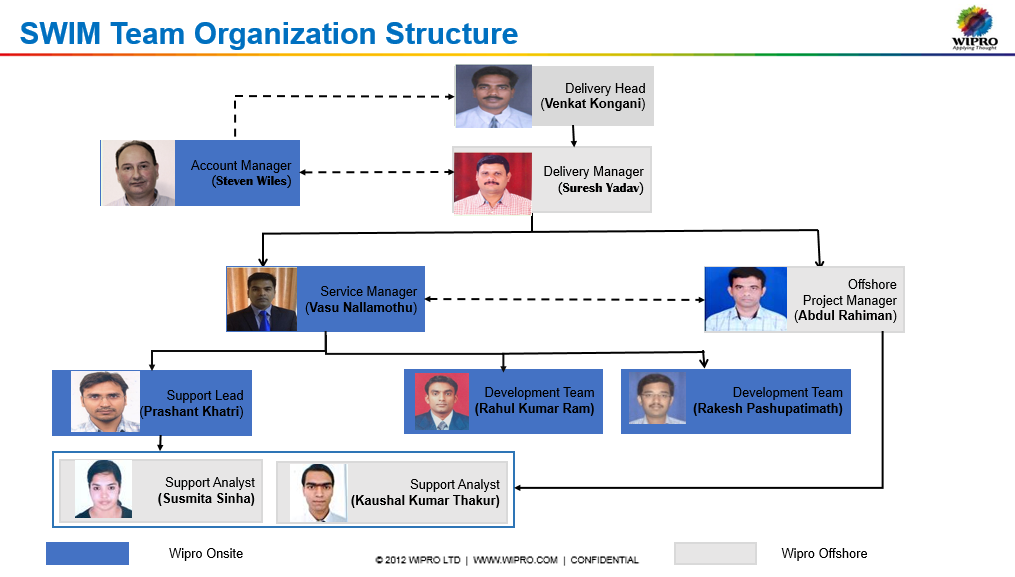 SWIM Team Organization Structure
WIPRO
Applying Thought
Delivery Head
(Venkat Kongani)
Account Manager
(Steven Wiles)
Delivery Manager
(Suresh Yadav)
Service Manager
(Vasu Nallamothu)
Offshore
Project Manager
(Abdul Rahiman)
Support Lead
(Prashant Khatri)
Development Team
(Rahul Kumar Ram)
Development Team
(Rakesh Pashupatimath)
Support Analyst
(Susmita Sinha)
Support Analyst
(Kaushal Kumar Thakur)
Wipro Onsite
© 2012 WIPRO LTD | WWW.WIPRO.COM | CONFIDENTIAL
Wipro Offshore